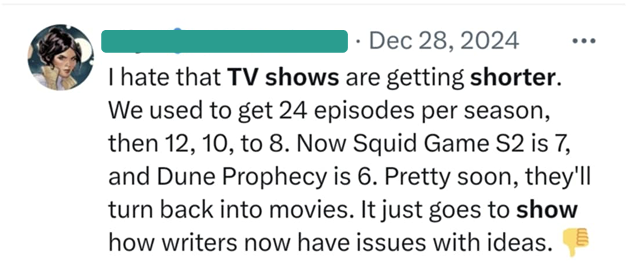 · Dec 28, 2024 ...
I hate that TV shows are getting shorter.
We used to get 24 episodes per season,
then 12, 10, to 8. Now Squid Game S2 is 7,
and Dune Prophecy is 6. Pretty soon, they'll
turn back into movies. It just goes to show
how writers now have issues with ideas. 👎